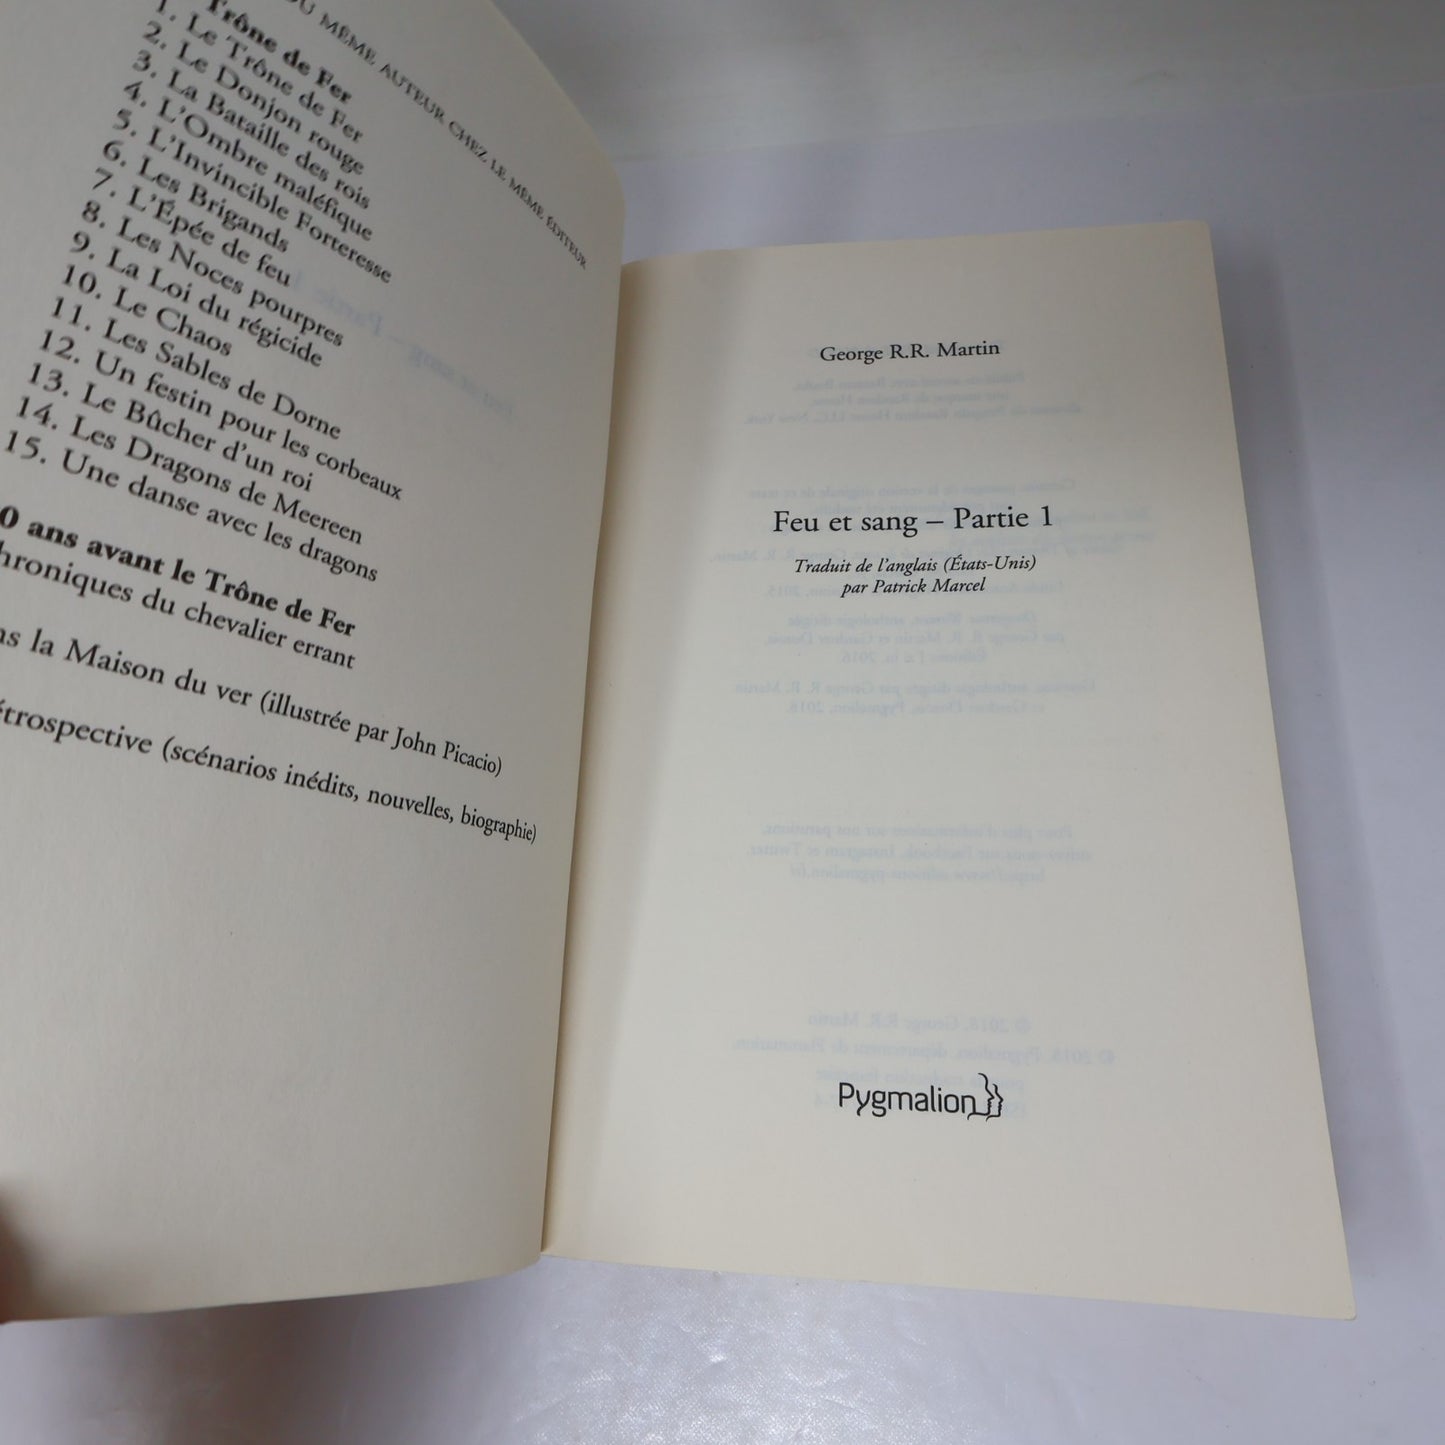 DU MÊME AUTEUR CHEZ LE MÊME ÉDITEUR
Trône de Fer
1. Le Trône de Fer
2. Le Donjon rouge
3. La Bataille des rois
4. L'Ombre maléfique
5. L'Invincible Forteresse
6. Les Brigands
7. L'Épée de feu
8. Les Noces pourpres
9. La Loi du régicide
10. Le Chaos
11. Les Sables de Dorne
12. Un festin pour les corbeaux
13. Le Bûcher d'un roi
14. Les Dragons de Meereen
15. Une danse avec les dragons
0 ans avant le Trône de Fer
hroniques du chevalier errant
ns la Maison du ver (illustrée par John Picacio)
étrospective (scénarios inédits, nouvelles, biographie)
George R.R. Martin
Feu et sang – Partie 1
Traduit de l'anglais (États-Unis)
par Patrick Marcel
Pygmalion